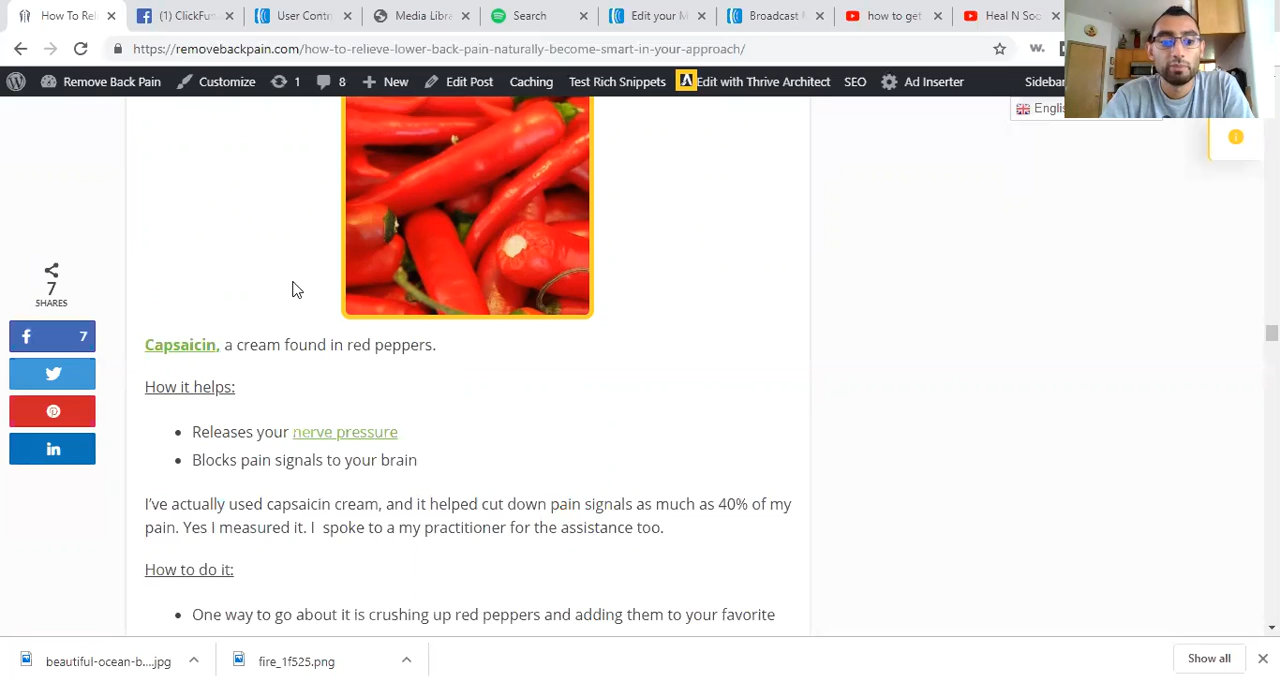 How To Reli
(1) ClickFun
User Contr
Media Libra
Search
Edit your M
Broadcast
how to get
Heal N Soo
https://removebackpain.com/how-to-relieve-lower-back-pain-naturally-become-smart-in-your-approach/
w.
Remove Back Pain
Customize
1
8
New
Edit Post
Caching
Test Rich Snippets
Edit with Thrive Architect
SEO
Ad Inserter
Sidebar
Engli
7
SHARES
7
Capsaicin, a cream found in red peppers.
How it helps:
• Releases your nerve pressure
• Blocks pain signals to your brain
I've actually used capsaicin cream, and it helped cut down pain signals as much as 40% of my
pain. Yes I measured it. I spoke to a my practitioner for the assistance too.
How to do it:
• One way to go about it is crushing up red peppers and adding them to your favorite
beautiful-ocean-b....jpg
fire_1f525.png
Show all